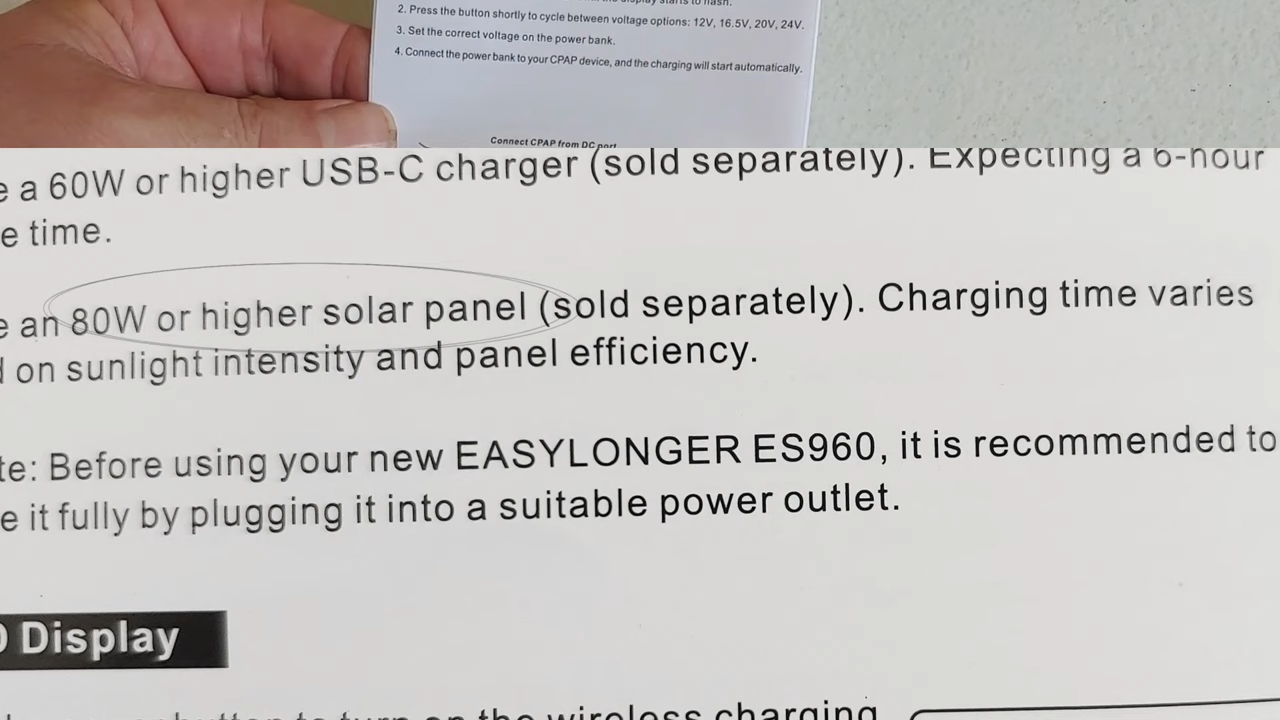 display starts to flash.
2. Press the button shortly to cycle between voltage options: 12V, 16.5V, 20V, 24V.
3. Set the correct voltage on the power bank.
4. Connect the power bank to your CPAP device, and the charging will start automatically.
Connect CPAP from DC port
e a 60W or higher USB-C charger (sold separately). Expecting a 6-hour
e time.
e an 80W or higher solar panel (sold separately). Charging time varies
d on sunlight intensity and panel efficiency.
te: Before using your new EASYLONGER ES960, it is recommended to
e it fully by plugging it into a suitable power outlet.
D Display
button to turn on the wireless charging